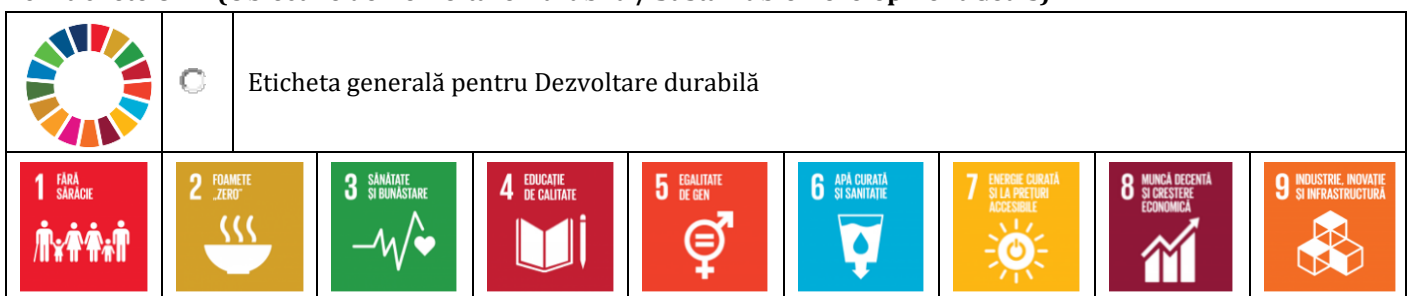 Eticheta generală pentru Dezvoltare durabilă
1 FĂRĂ
SĂRĂCIE
2 FOAMETE
„ZERO”
3 SĂNĂTATE
ȘI BUNĂSTARE
4 EDUCAȚIE
DE CALITATE
5 EGALITATE
DE GEN
6 APĂ CURATĂ
ȘI SANITAȚIE
7 ENERGIE CURATĂ
ȘI LA PREȚURI
ACCESIBILE
8 MUNCĂ DECENTĂ
ȘI CREȘTERE
ECONOMICĂ
9 INDUSTRIE, INOVAȚIE
ȘI INFRASTRUCTURĂ